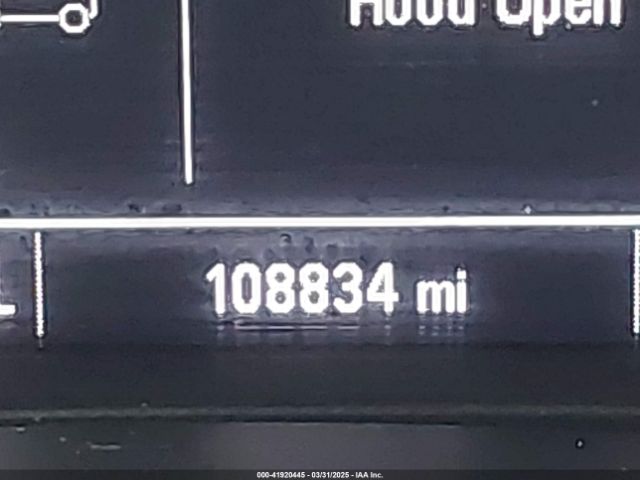 Hood Open
108834 mi
000-41920445 - 03/31/2025 - IAA Inc.